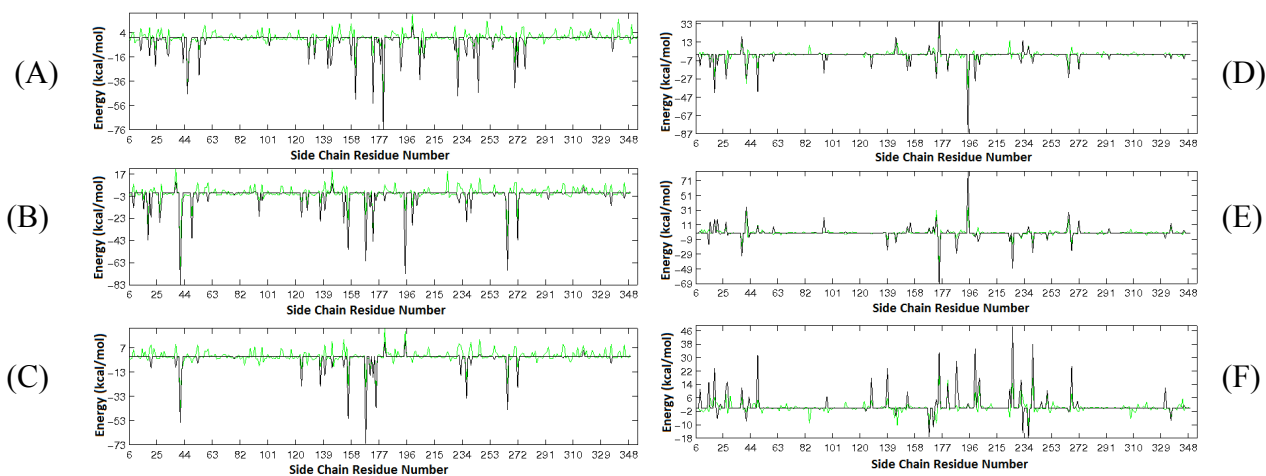 (A)
Energy (kcal/mol)
4
-16
-36
-56
-76
6 25 44 63 82 101 120 139 158 177 196 215 234 253 272 291 310 329 348
Side Chain Residue Number
(B)
Energy (kcal/mol)
17
-3
-23
-43
-63
-83
6 25 44 63 82 101 120 139 158 177 196 215 234 253 272 291 310 329 348
Side Chain Residue Number
(C)
Energy (kcal/mol)
7
-13
-33
-53
-73
6 25 44 63 82 101 120 139 158 177 196 215 234 253 272 291 310 329 348
Side Chain Residue Number
(D)
Energy (kcal/mol)
33
13
-7
-27
-47
-67
-87
6 25 44 63 82 101 120 139 158 177 196 215 234 253 272 291 310 329 348
Side Chain Residue Number
(E)
Energy (kcal/mol)
71
51
31
11
-9
-29
-49
-69
6 25 44 63 82 101 120 139 158 177 196 215 234 253 272 291 310 329 348
Side Chain Residue Number
(F)
Energy (kcal/mol)
46
38
30
22
14
6
-2
-10
-18
6 25 44 63 82 101 120 139 158 177 196 215 234 253 272 291 310 329 348
Side Chain Residue Number